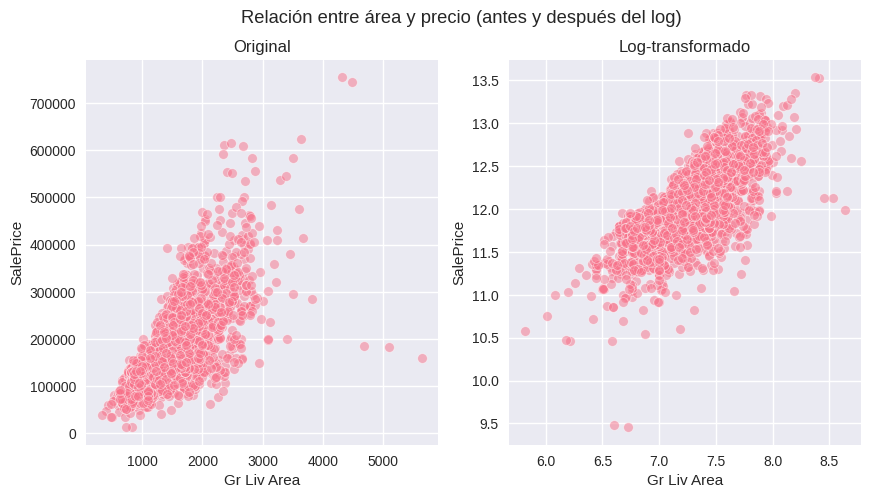 Relación entre área y precio (antes y después del log)
Original
SalePrice
700000
600000
500000
400000
300000
200000
100000
0
1000 2000 3000 4000 5000
Gr Liv Area
Log-transformado
SalePrice
13.5
13.0
12.5
12.0
11.5
11.0
10.5
10.0
9.5
6.0 6.5 7.0 7.5 8.0 8.5
Gr Liv Area